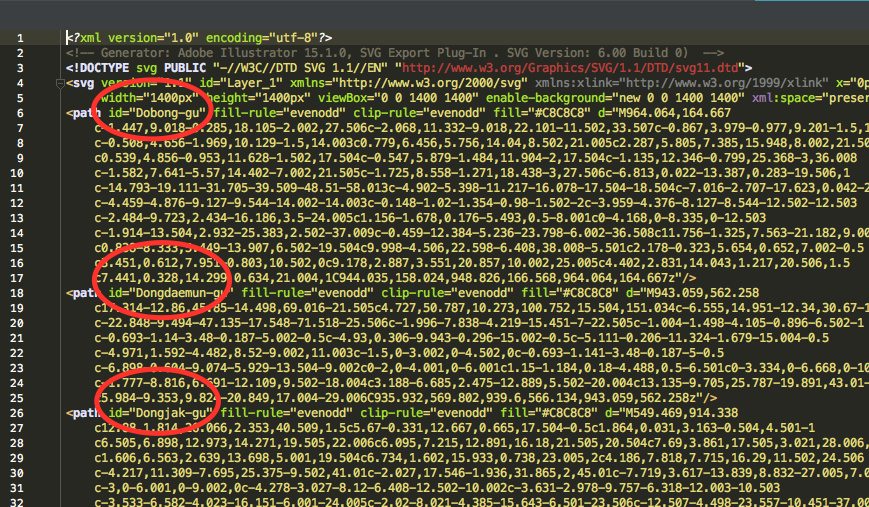 1 <?xml version="1.0" encoding="utf-8"?>
2 <!-- Generator: Adobe Illustrator 15.1.0, SVG Export Plug-In . SVG Version: 6.00 Build 0) -->
3 <!DOCTYPE svg PUBLIC "-//W3C//DTD SVG 1.1//EN" "http://www.w3.org/Graphics/SVG/1.1/DTD/svg11.dtd">
4 <svg version="1.1" id="Layer_1" xmlns="http://www.w3.org/2000/svg" xmlns:xlink="http://www.w3.org/1999/xlink" x="0p
5 width="1400px" height="1400px" viewBox="0 0 1400 1400" enable-background="new 0 0 1400 1400" xml:space="preser
6 <path id="Dobong-gu" fill-rule="evenodd" clip-rule="evenodd" fill="#C8C8C8" d="M964.064,164.667
7 c-1.447,9.018-0.285,18.105-2.002,27.506c-2.068,11.332-9.018,22.101-11.502,33.507c-0.867,3.979-0.977,9.201-1.5,1
8 c-0.508,4.656-1.969,10.129-1.5,14.003c0.779,6.456,5.756,14.04,8.502,21.005c2.287,5.805,7.385,15.948,8.002,21.50
9 c0.539,4.856-0.953,11.628-1.502,17.504c-0.547,5.879-1.484,11.904-2,17.504c-1.135,12.346-0.799,25.368-3,36.008
10 c-1.582,7.641-5.57,14.402-7.002,21.505c-1.725,8.558-1.271,18.438-3,27.506c-6.813,0.022-13.387,0.283-19.506,1
11 c-14.793-19.111-31.705-39.509-48.51-58.013c-4.902-5.398-11.217-16.078-17.504-18.504c-7.016-2.707-17.623,0.042-2
12 c-4.459-4.876-9.127-9.544-14.002-14.003c-0.148-1.02-1.354-0.98-1.502-2c-3.959-4.376-8.127-8.544-12.502-12.503
13 c-2.484-9.723,2.434-16.186,3.5-24.005c1.156-1.678,0.176-5.493,0.5-8.001c0-4.168,0-8.335,0-12.503
14 c-1.914-13.504,2.932-25.383,2.502-37.009c-0.459-12.384-5.236-23.798-6.002-36.508c11.756-1.325,7.563-21.182,9.00
15 c0.836-8.333,5.449-13.907,6.502-19.504c9.998-4.506,22.598-6.408,38.008-5.501c2.178-0.323,5.654,0.652,7.002-0.5
16 c5.451,0.612,7.951-0.803,10.502,0c9.178,2.887,3.551,20.857,10.002,25.005c4.402,2.831,14.043,1.217,20.506,1.5
17 c7.441,0.328,14.299-0.634,21.004,1C944.035,158.024,948.826,166.568,964.064,164.667z"/>
18 <path id="Dongdaemun-gu" fill-rule="evenodd" clip-rule="evenodd" fill="#C8C8C8" d="M943.059,562.258
19 c17.314-12.86,45.85-14.498,69.016-21.505c4.727,50.787,10.273,100.752,15.504,151.034c-6.555,14.951-12.34,30.67-1
20 c-22.848-9.494-47.135-17.548-71.518-25.506c-1.996-7.838-4.219-15.451-7-22.505c-1.004-1.498-4.105-0.896-6.502-1
21 c-0.693-1.14-3.48-0.187-5.002-0.5c-4.93,0.306-9.943-0.296-15.002-0.5c-5.111-0.206-11.324-1.679-15.004-0.5
22 c-4.971,1.592-4.482,8.52-9.002,11.003c-1.5,0-3.002,0-4.502,0c-0.693-1.141-3.48-0.187-5-0.5
23 c-6.898,0.604-9.074-5.929-13.504-9.002c0-2,0-4.001,0-6.001c1.15-1.184,0.18-4.488,0.5-6.501c0-3.334,0-6.668,0-10
24 c-1.777-8.816,6.691-12.109,9.502-18.004c3.188-6.685,2.475-12.889,5.502-20.004c13.135-9.705,25.787-19.891,43.01-
25 c5.984-9.353,9.824-20.849,17.004-29.006C935.932,569.802,939.6,566.134,943.059,562.258z"/>
26 <path id="Dongjak-gu" fill-rule="evenodd" clip-rule="evenodd" fill="#C8C8C8" d="M549.469,914.338
27 c12.08-1.814,26.066,2.353,40.509,1.5c5.67-0.331,12.667,0.665,17.504-0.5c1.864,0.031,3.163-0.504,4.501-1
28 c6.505,6.898,12.973,14.271,19.505,22.006c6.095,7.215,12.891,16.18,21.505,20.504c7.69,3.861,17.505,3.021,28.006,
29 c1.606,6.563,2.639,13.698,5.001,19.504c6.734,1.602,15.933,0.738,23.005,2c4.186,7.818,7.715,16.29,11.502,24.506
30 c-4.217,11.309-7.695,25.375-9.502,41.01c-2.027,17.546-1.936,31.865,2,45.01c-7.719,3.617-13.839,8.832-27.005,7.0
31 c-3,0-6.001,0-9.002,0c-4.278-3.027-8.12-6.408-12.502-10.002c-3.631-2.978-9.757-6.318-12.003-10.503
32 c-3.533-6.582-4.023-16.151-6.001-24.005c-2.02-8.021-4.385-15.643-6.501-23.506c-12.507-4.498-23.557-10.451-37.00